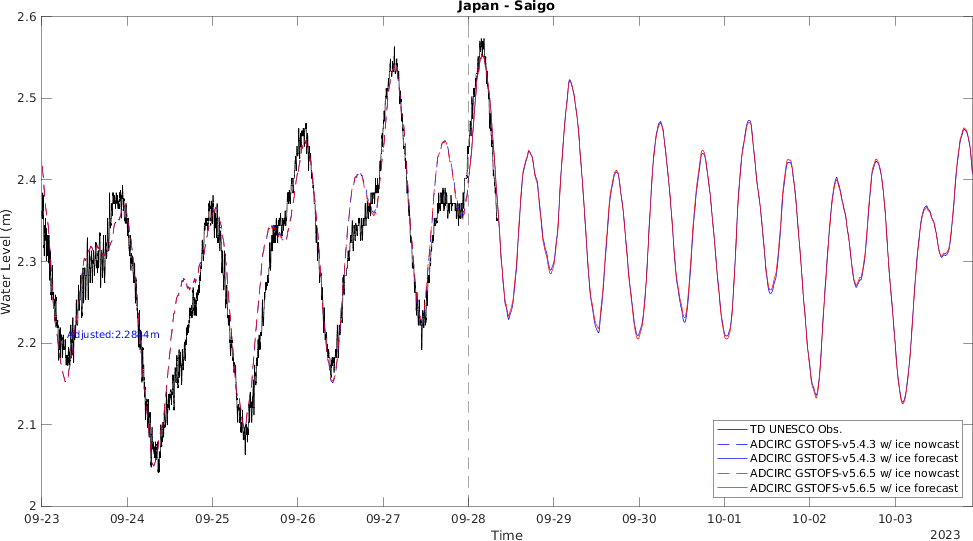 Japan - Saigo
Water Level (m)
2.6
2.5
2.4
2.3
2.2
2.1
2
Adjusted:2.2844m
TD UNESCO Obs.
ADCIRC GSTOFS-v5.4.3 w/ ice nowcast
ADCIRC GSTOFS-v5.4.3 w/ ice forecast
ADCIRC GSTOFS-v5.6.5 w/ ice nowcast
ADCIRC GSTOFS-v5.6.5 w/ ice forecast
09-23 09-24 09-25 09-26 09-27 09-28 09-29 09-30 10-01 10-02 10-03
Time
2023